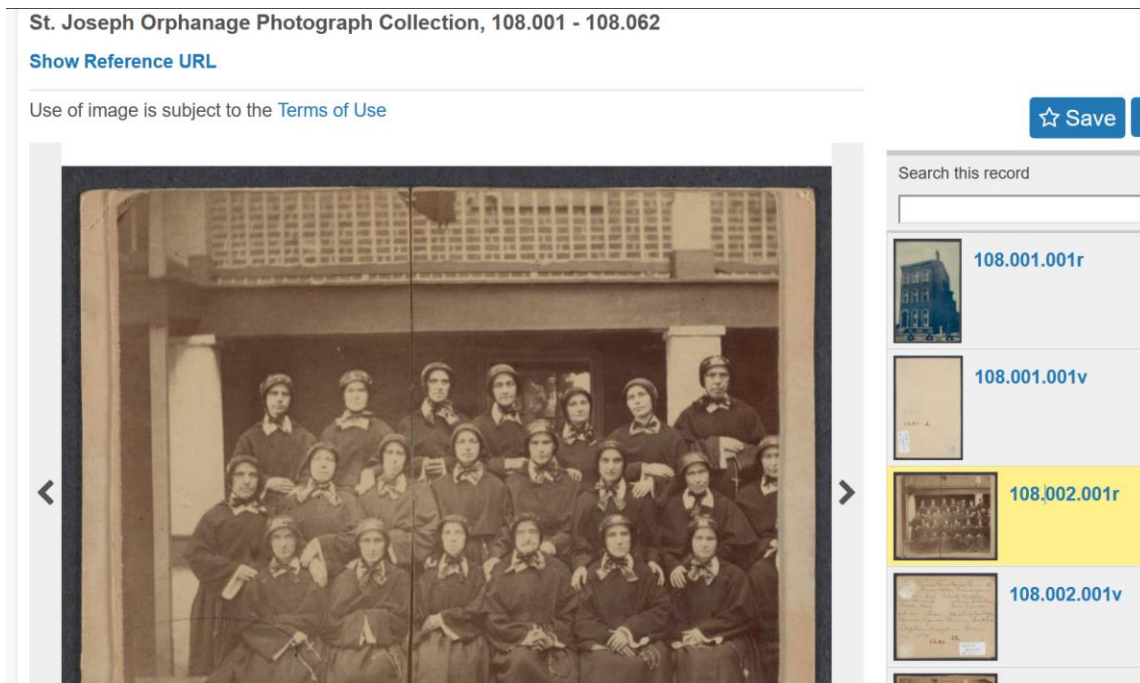 St. Joseph Orphanage Photograph Collection, 108.001 - 108.062
Show Reference URL
Use of image is subject to the Terms of Use
☆ Save
Search this record
108.001.001r
108.001.001v
108.002.001r
108.002.001v